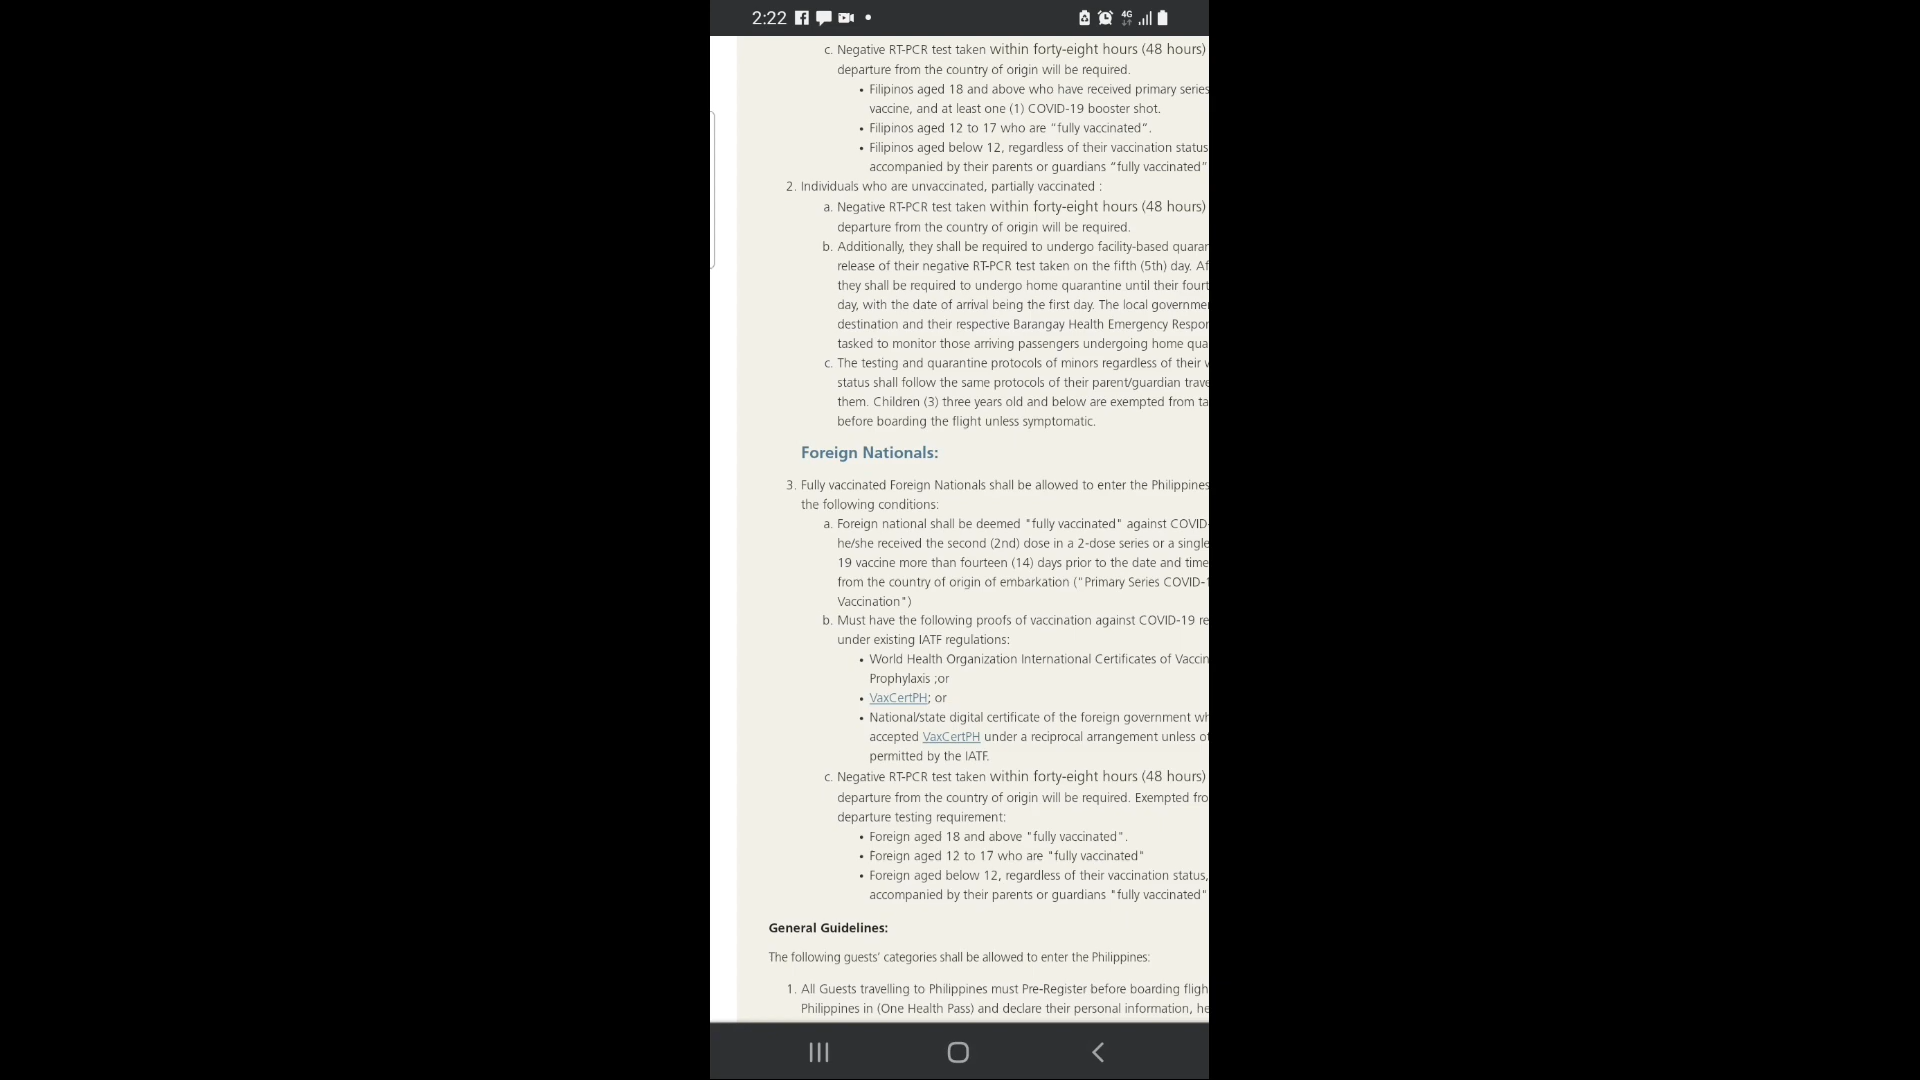 2:22
4G
c. Negative RT-PCR test taken within forty-eight hours (48 hours)
departure from the country of origin will be required.
• Filipinos aged 18 and above who have received primary series
vaccine, and at least one (1) COVID-19 booster shot.
• Filipinos aged 12 to 17 who are “fully vaccinated”.
• Filipinos aged below 12, regardless of their vaccination status
accompanied by their parents or guardians “fully vaccinated”
2. Individuals who are unvaccinated, partially vaccinated :
a. Negative RT-PCR test taken within forty-eight hours (48 hours)
departure from the country of origin will be required.
b. Additionally, they shall be required to undergo facility-based quarar
release of their negative RT-PCR test taken on the fifth (5th) day. Af
they shall be required to undergo home quarantine until their fourt
day, with the date of arrival being the first day. The local governme
destination and their respective Barangay Health Emergency Respor
tasked to monitor those arriving passengers undergoing home qua
c. The testing and quarantine protocols of minors regardless of their v
status shall follow the same protocols of their parent/guardian trave
them. Children (3) three years old and below are exempted from ta
before boarding the flight unless symptomatic.
Foreign Nationals:
3. Fully vaccinated Foreign Nationals shall be allowed to enter the Philippines
the following conditions:
a. Foreign national shall be deemed "fully vaccinated" against COVID-
he/she received the second (2nd) dose in a 2-dose series or a single
19 vaccine more than fourteen (14) days prior to the date and time
from the country of origin of embarkation ("Primary Series COVID-1
Vaccination")
b. Must have the following proofs of vaccination against COVID-19 re
under existing IATF regulations:
• World Health Organization International Certificates of Vaccin
Prophylaxis ;or
• VaxCertPH; or
• National/state digital certificate of the foreign government wh
accepted VaxCertPH under a reciprocal arrangement unless ot
permitted by the IATF.
c. Negative RT-PCR test taken within forty-eight hours (48 hours)
departure from the country of origin will be required. Exempted fro
departure testing requirement:
• Foreign aged 18 and above "fully vaccinated".
• Foreign aged 12 to 17 who are "fully vaccinated"
• Foreign aged below 12, regardless of their vaccination status,
accompanied by their parents or guardians "fully vaccinated"
General Guidelines:
The following guests’ categories shall be allowed to enter the Philippines:
1. All Guests travelling to Philippines must Pre-Register before boarding fligh
Philippines in (One Health Pass) and declare their personal information, he